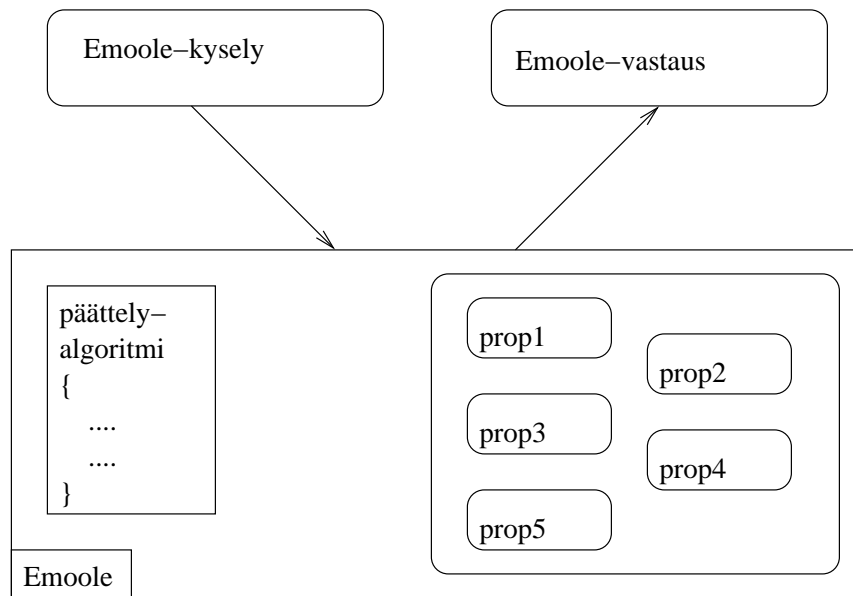 Emoole–kysely
Emoole–vastaus
päättely–
algoritmi
{
....
....
}
prop1
prop2
prop3
prop4
prop5
Emoole